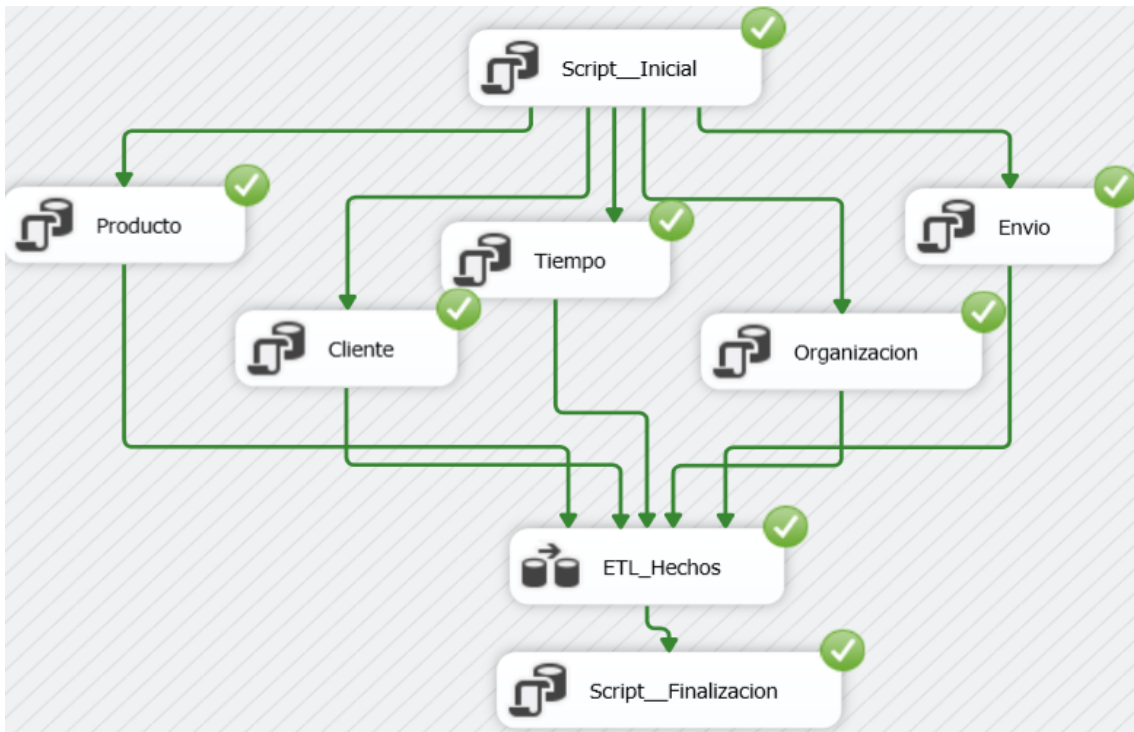 Script__Inicial
Producto
Envio
Tiempo
Cliente
Organizacion
ETL_Hechos
Script__Finalizacion